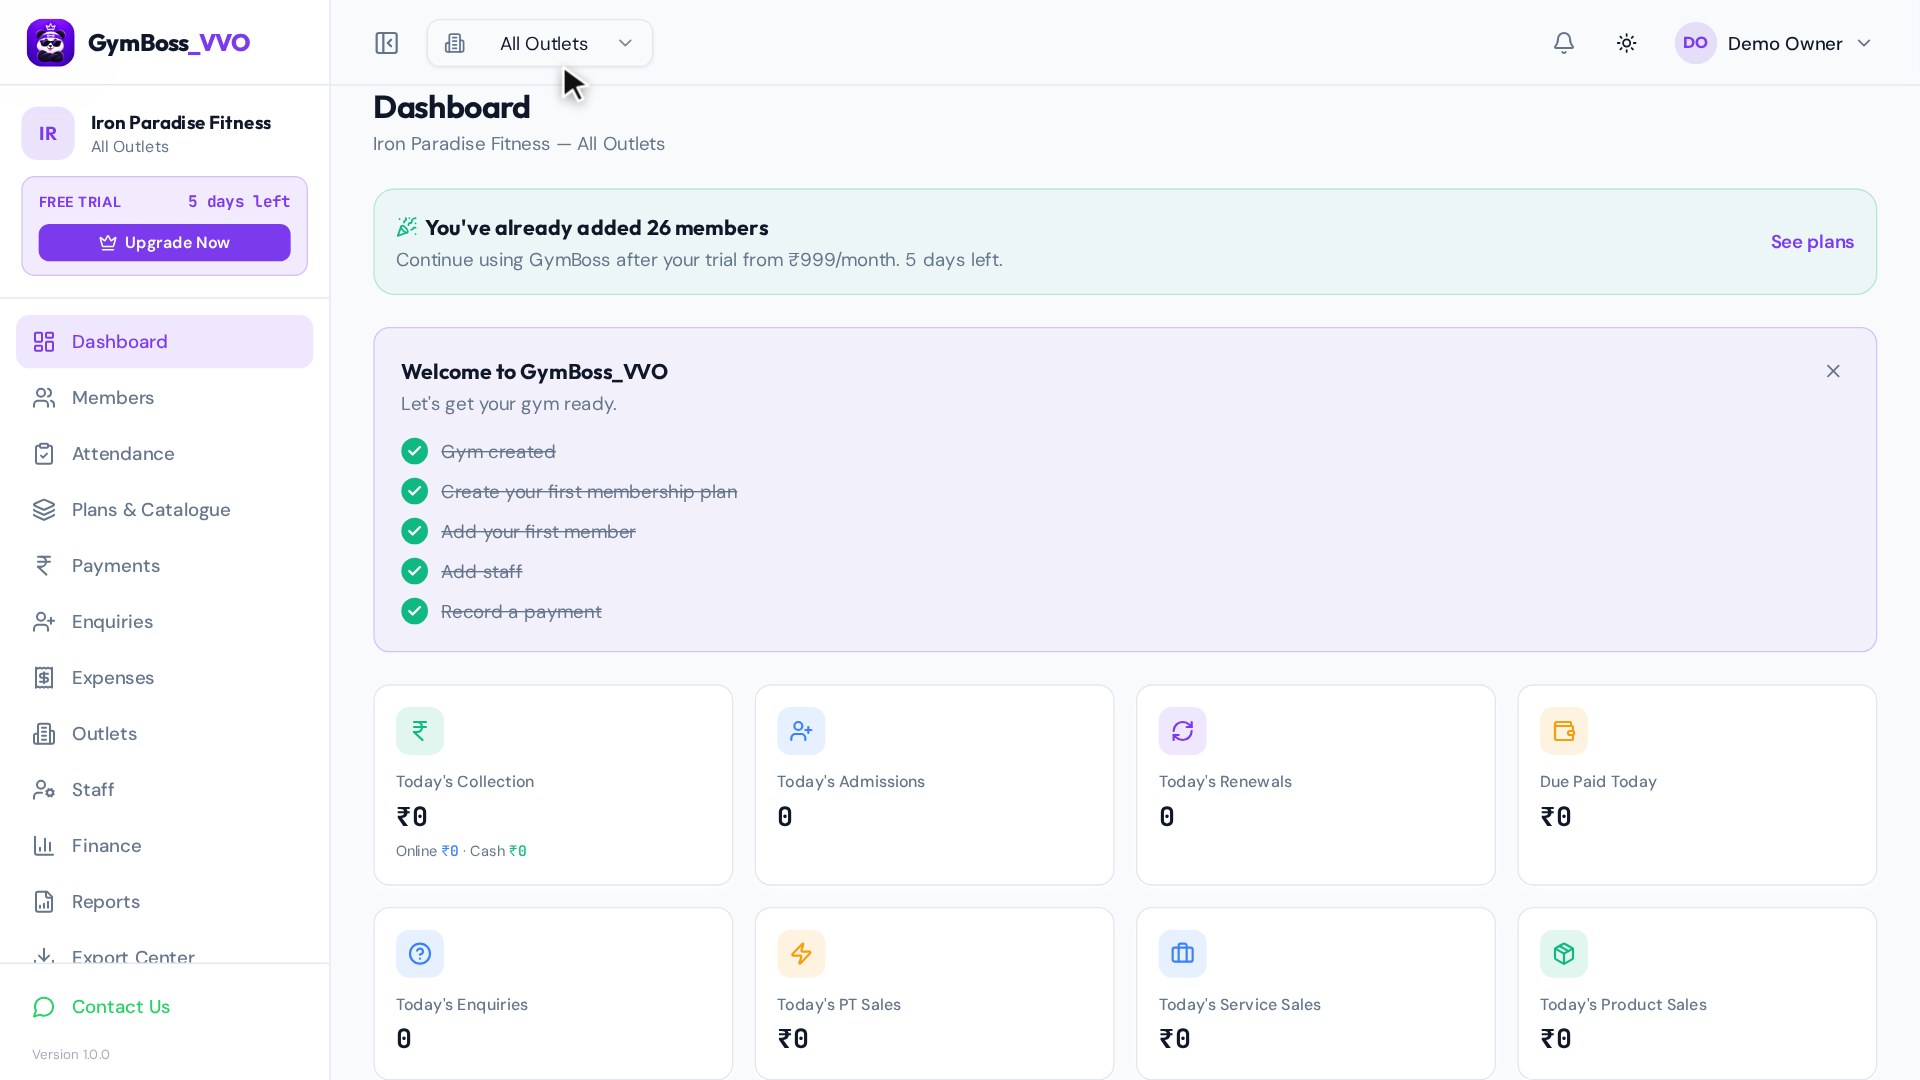 GymBoss_VVO
All Outlets
DO
Demo Owner
IR
Iron Paradise Fitness
All Outlets
FREE TRIAL
5 days left
Upgrade Now
Dashboard
Members
Attendance
Plans & Catalogue
Payments
Enquiries
Expenses
Outlets
Staff
Finance
Reports
Export Center
Contact Us
Version 1.0.0
Dashboard
Iron Paradise Fitness — All Outlets
You've already added 26 members
Continue using GymBoss after your trial from ₹999/month. 5 days left.
See plans
Welcome to GymBoss_VVO
Let's get your gym ready.
Gym created
Create your first membership plan
Add your first member
Add staff
Record a payment
Today's Collection
₹0
Online ₹0 · Cash ₹0
Today's Admissions
0
Today's Renewals
0
Due Paid Today
₹0
Today's Enquiries
0
Today's PT Sales
₹0
Today's Service Sales
₹0
Today's Product Sales
₹0